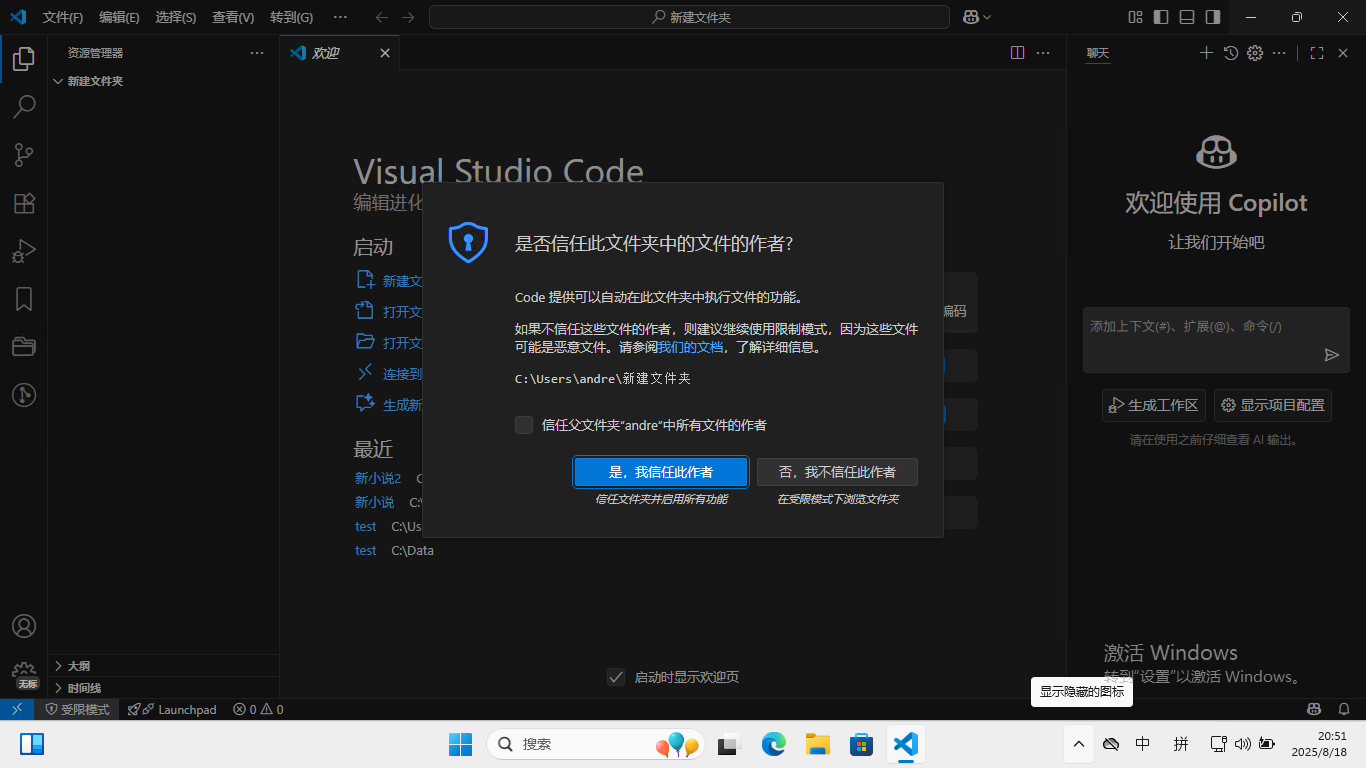 文件(F) 编辑(E) 选择(S) 查看(V) 转到(G) ··· 新建文件夹
资源管理器 ···
新建文件夹
欢迎
Visual Studio Code
编辑进化
启动
新建文
打开文
打开文
连接到
生成新
最近
新小说2 C
新小说 C:\
test C:\Us
test C:\Data
编码
是否信任此文件夹中的文件的作者?
Code 提供可以自动在此文件夹中执行文件的功能。
如果不信任这些文件的作者，则建议继续使用限制模式，因为这些文件
可能是恶意文件。请参阅我们的文档，了解详细信息。
C:\Users\andre\新建文件夹
信任父文件夹"andre"中所有文件的作者
是，我信任此作者 否，我不信任此作者
信任文件夹并启用所有功能 在受限模式下浏览文件夹
启动时显示欢迎页
聊天
欢迎使用 Copilot
让我们开始吧
添加上下文(#)、扩展(@)、命令(/)
生成工作区 显示项目配置
请在使用之前仔细查看 AI 输出。
激活 Windows
转到"设置"以激活 Windows。
显示隐藏的图标
大纲
时间线
无标
受限模式 Launchpad 0 0
搜索
中 拼
20:51
2025/8/18